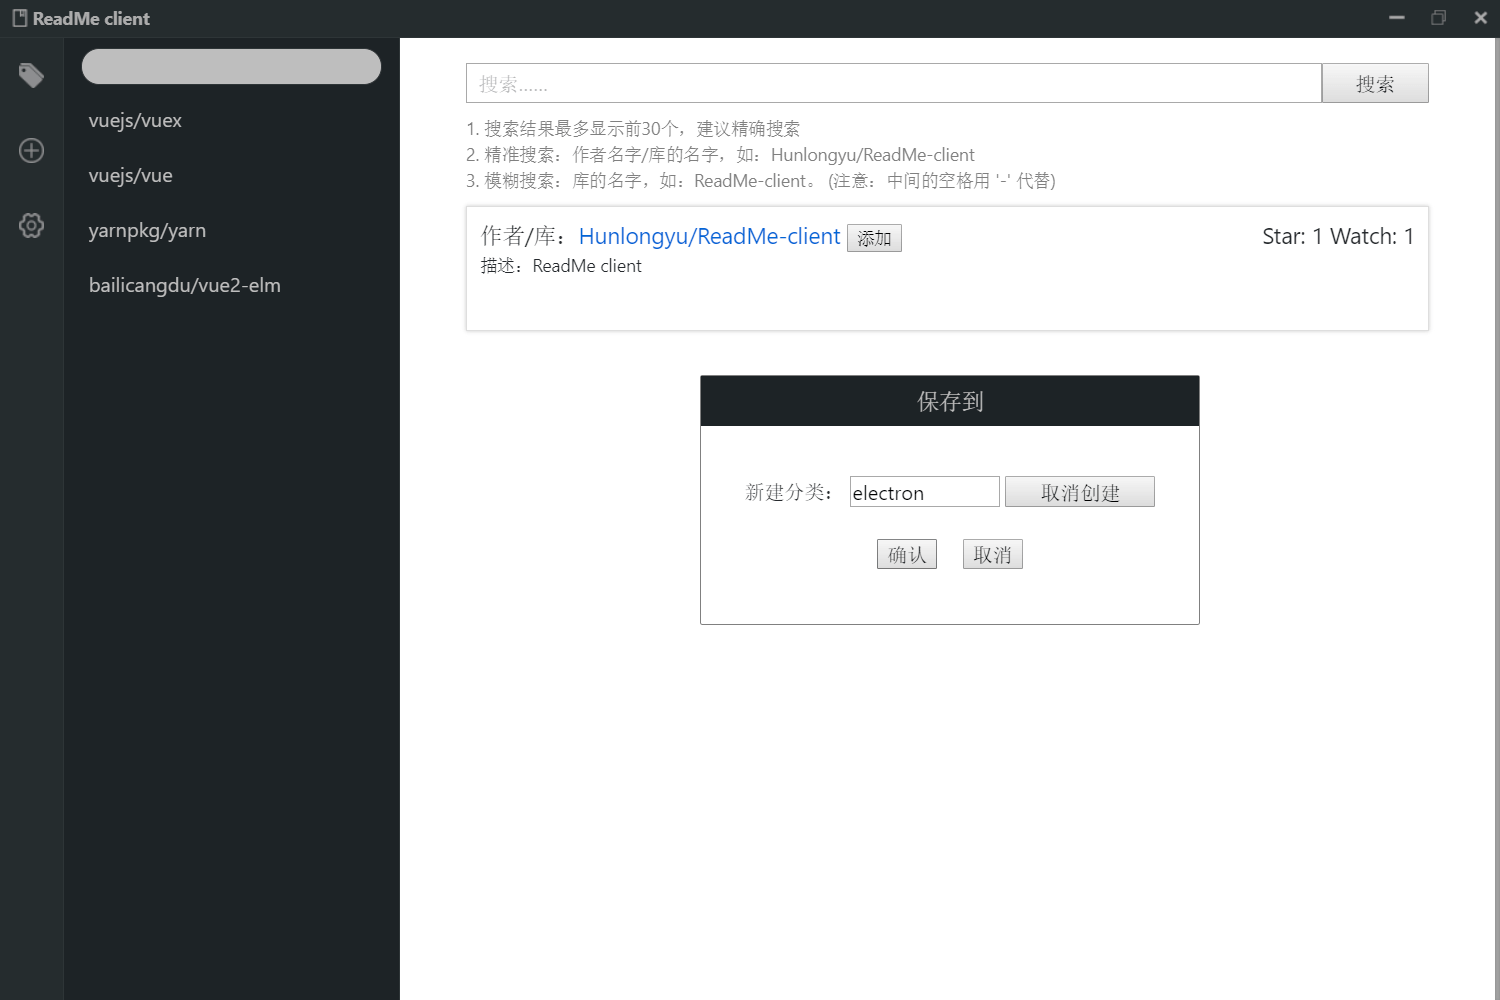 ReadMe client
vuejs/vuex
vuejs/vue
yarnpkg/yarn
bailicangdu/vue2-elm
搜索...... 搜索
1. 搜索结果最多显示前30个，建议精确搜索
2. 精准搜索：作者名字/库的名字，如：Hunlongyu/ReadMe-client
3. 模糊搜索：库的名字，如：ReadMe-client。 (注意：中间的空格用 '-' 代替)
作者/库：Hunlongyu/ReadMe-client 添加 Star: 1 Watch: 1
描述：ReadMe client
保存到
新建分类： electron 取消创建
确认 取消